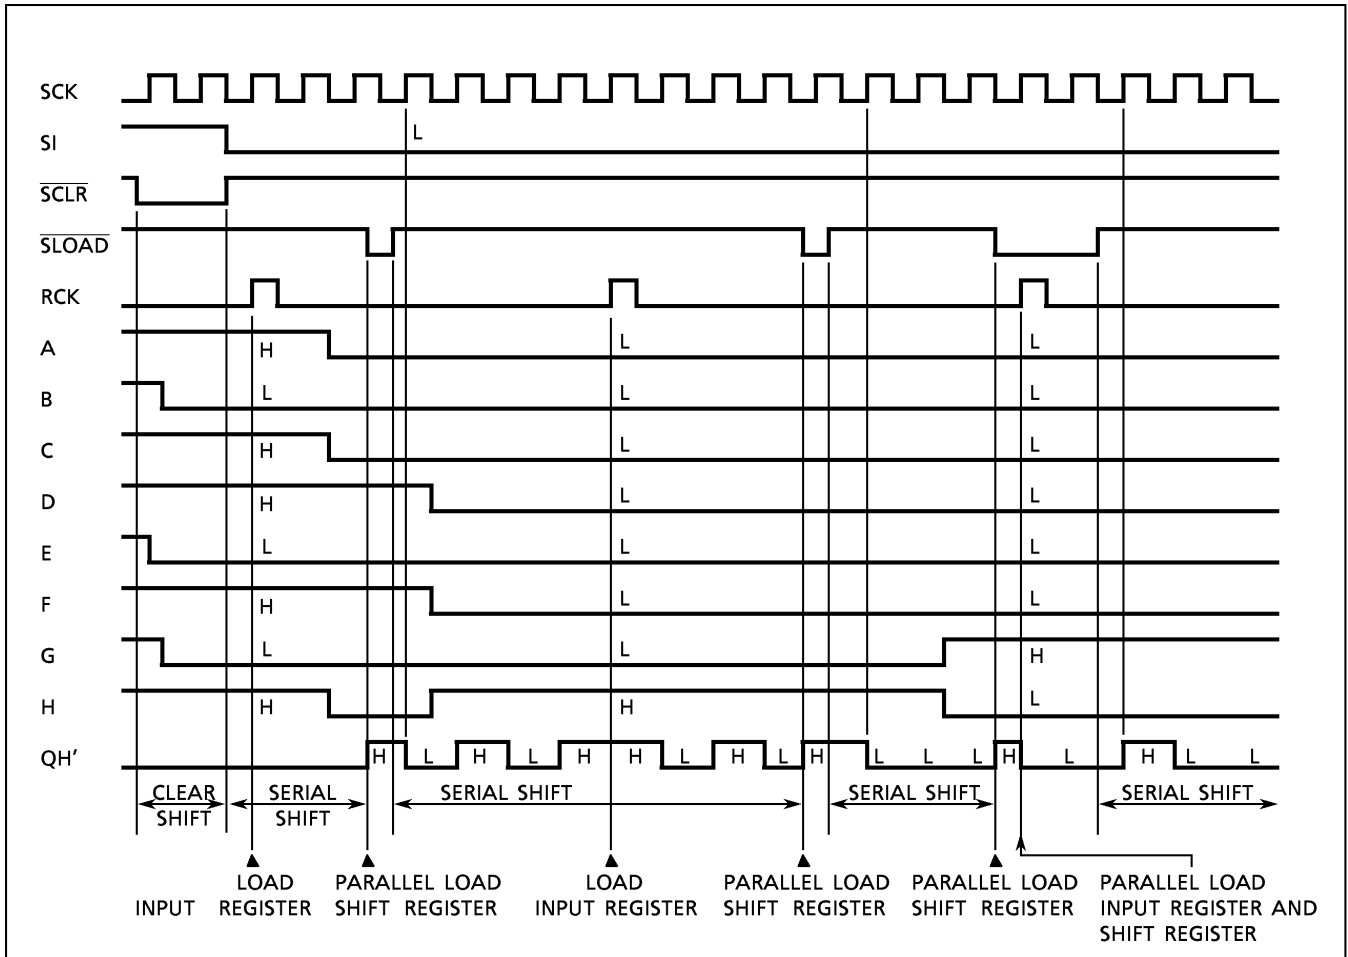 SCK
SI L
SCLR
SLOAD
RCK
A H L L
B L L L
C H L L
D H L L
E L L L
F H L L
G L L H
H H H L
QH’ H L H L H H L H L H L L L H L H L L
CLEAR SERIAL SERIAL SHIFT SERIAL SHIFT SERIAL SHIFT
SHIFT SHIFT
LOAD PARALLEL LOAD LOAD PARALLEL LOAD PARALLEL LOAD PARALLEL LOAD
INPUT REGISTER SHIFT REGISTER INPUT REGISTER SHIFT REGISTER SHIFT REGISTER INPUT REGISTER AND
SHIFT REGISTER